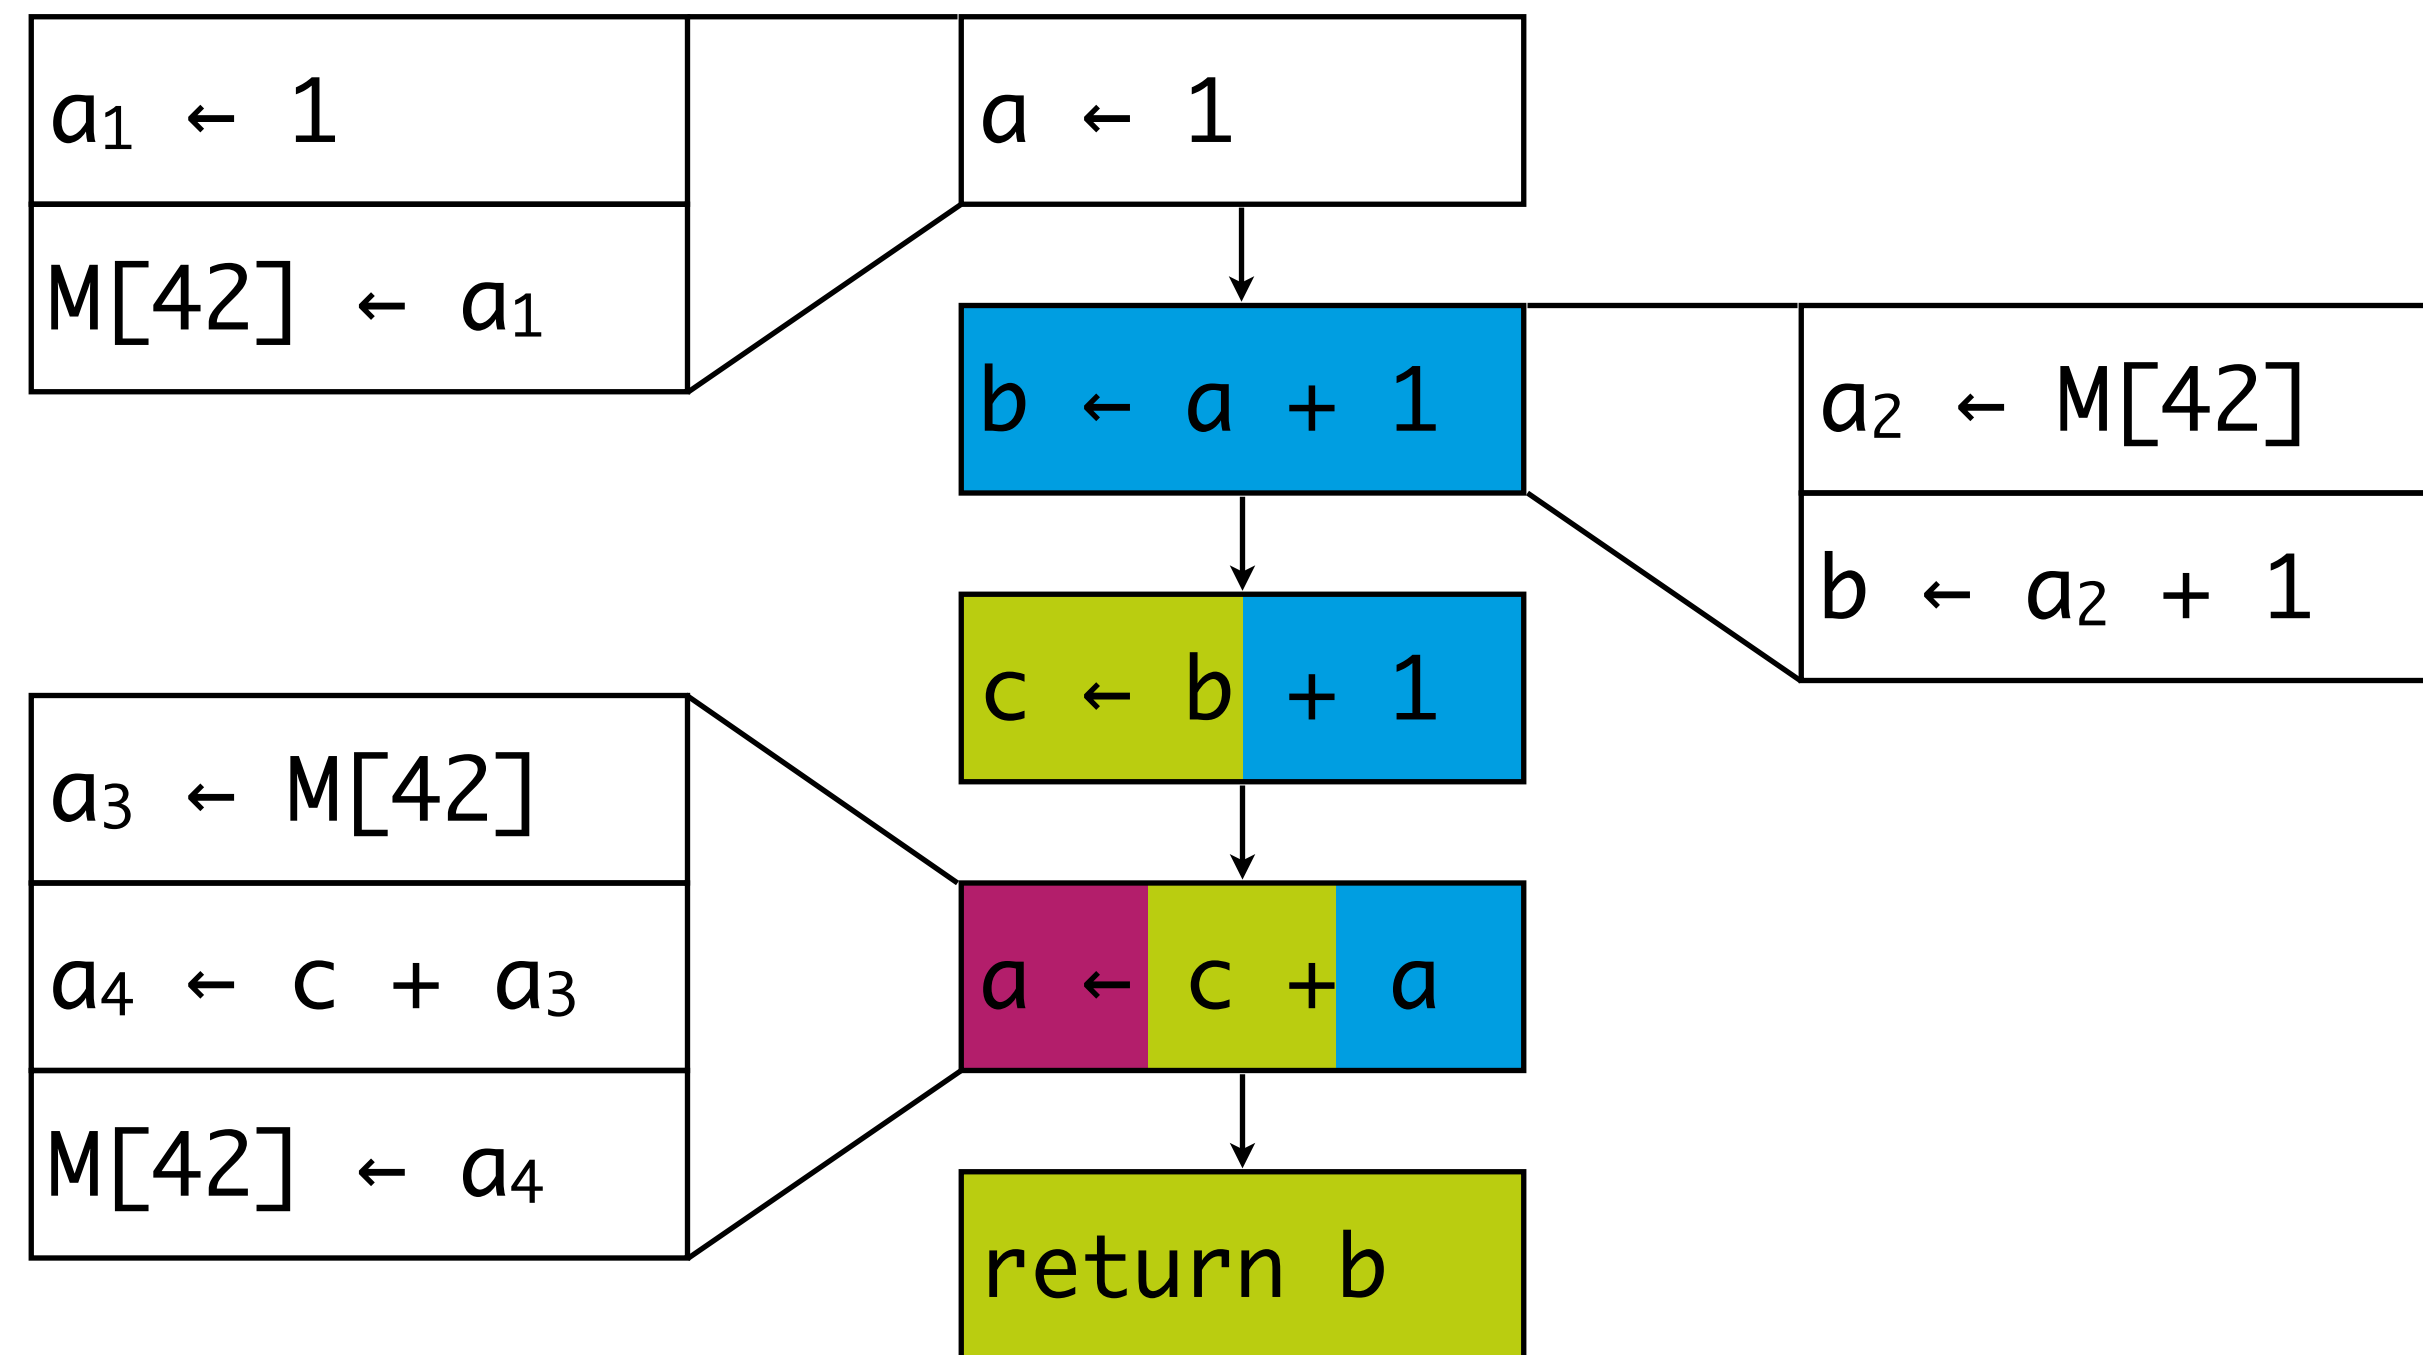 a₁ ← 1
M[42] ← a₁
a ← 1
b ← a + 1
a₂ ← M[42]
b ← a₂ + 1
c ← b + 1
a₃ ← M[42]
a₄ ← c + a₃
M[42] ← a₄
a ← c + a
return b